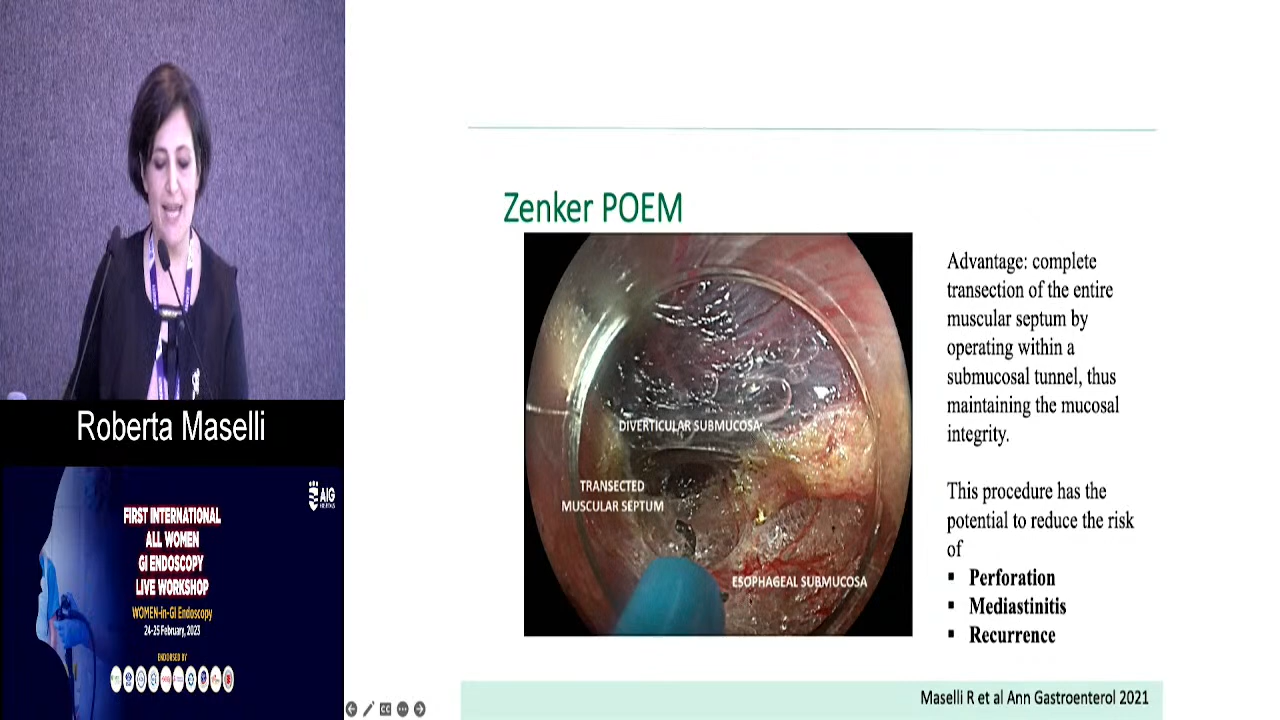 Zenker POEM
DIVERTICULAR SUBMUCOSA
TRANSECTED
MUSCULAR SEPTUM
ESOPHAGEAL SUBMUCOSA
Advantage: complete
transection of the entire
muscular septum by
operating within a
submucosal tunnel, thus
maintaining the mucosal
integrity.
This procedure has the
potential to reduce the risk
of
▪ Perforation
▪ Mediastinitis
▪ Recurrence
Maselli R et al Ann Gastroenterol 2021
Roberta Maselli
AIG
HOSPITALS
FIRST INTERNATIONAL
ALL WOMEN
GI ENDOSCOPY
LIVE WORKSHOP
WOMEN-in-GI Endoscopy
24-25 February, 2023
ENDORSED BY